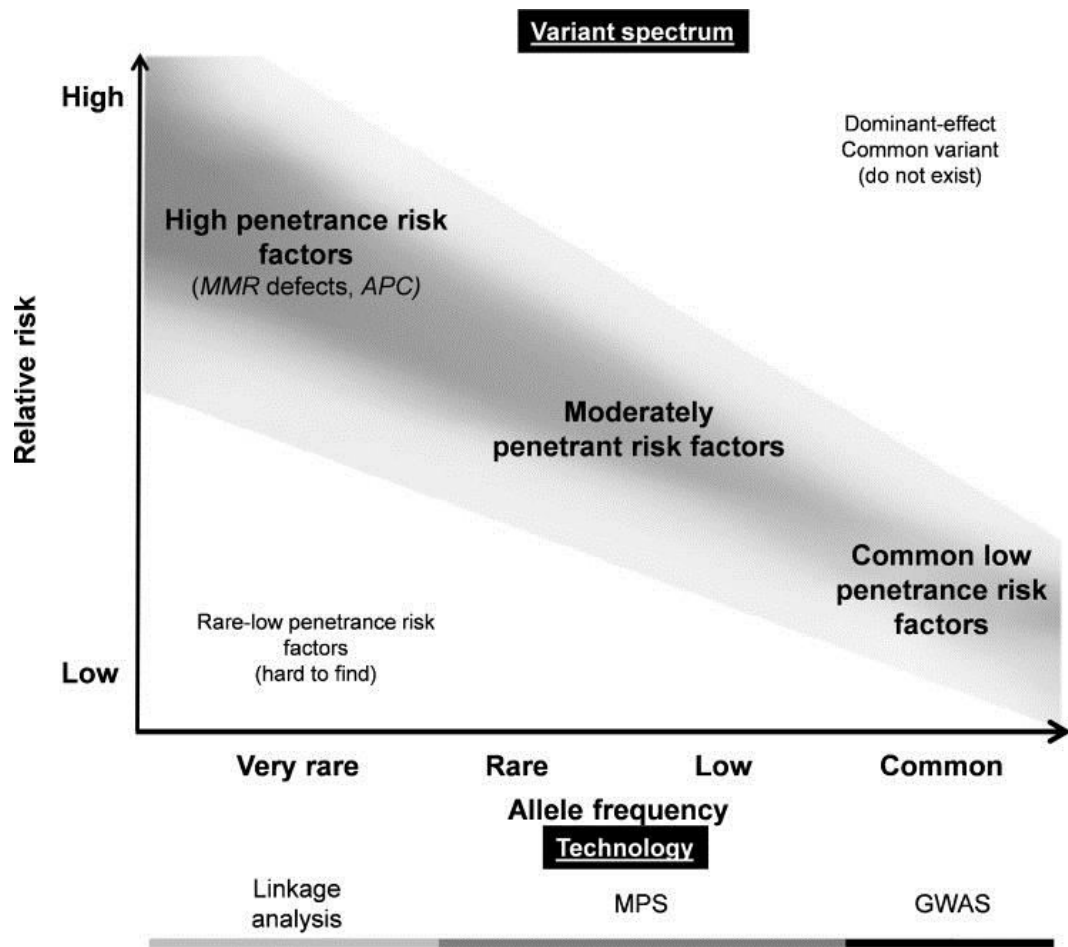 Variant spectrum
High
Dominant-effect
Common variant
(do not exist)
High penetrance risk
factors
(MMR defects, APC)
Relative risk
Moderately
penetrant risk factors
Common low
penetrance risk
factors
Rare-low penetrance risk
factors
(hard to find)
Low
Very rare Rare Low Common
Allele frequency
Technology
Linkage
analysis
MPS
GWAS